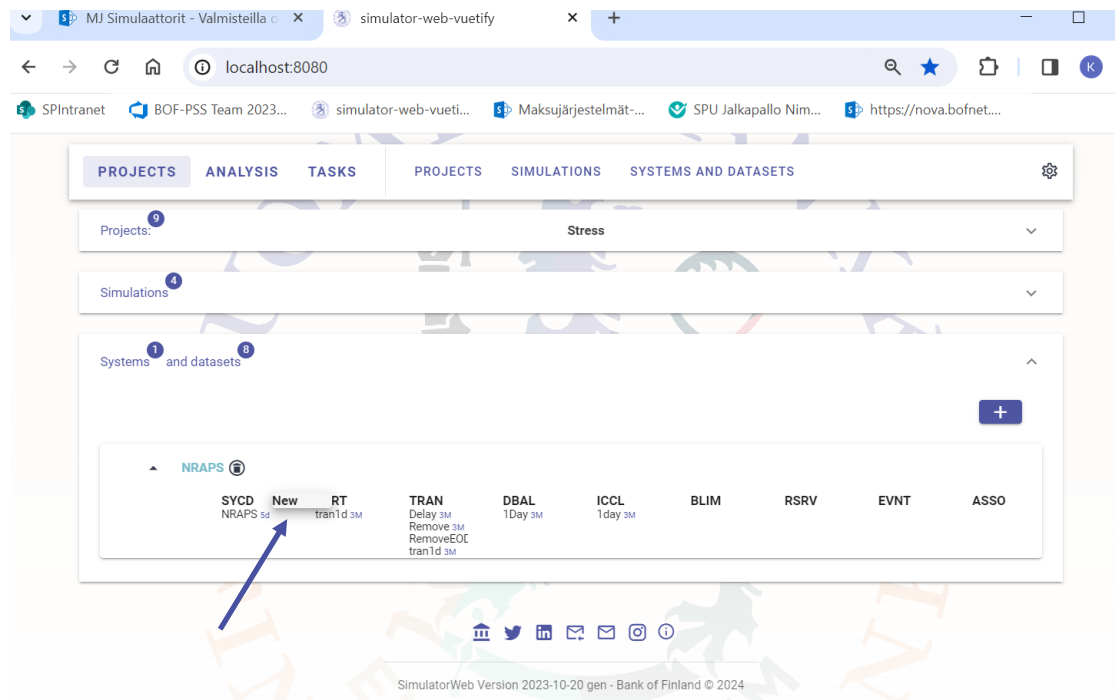 MJ Simulaattorit - Valmisteilla
simulator-web-vuetify
localhost:8080
K
SPIntranet
BOF-PSS Team 2023...
simulator-web-vueti...
Maksujärjestelmät-...
SPU Jalkapallo Nim...
https://nova.bofnet....
PROJECTS ANALYSIS TASKS PROJECTS SIMULATIONS SYSTEMS AND DATASETS
Projects: 9 Stress
Simulations 4
Systems 1 and datasets 8
+
NRAPS
SYCD New RT TRAN DBAL ICCL BLIM RSRV EVNT ASSO
NRAPS 5d tran1d 3M Delay 3M 1Day 3M 1day 3M
Remove 3M
RemoveEOD
tran1d 3M
SimulatorWeb Version 2023-10-20 gen - Bank of Finland © 2024